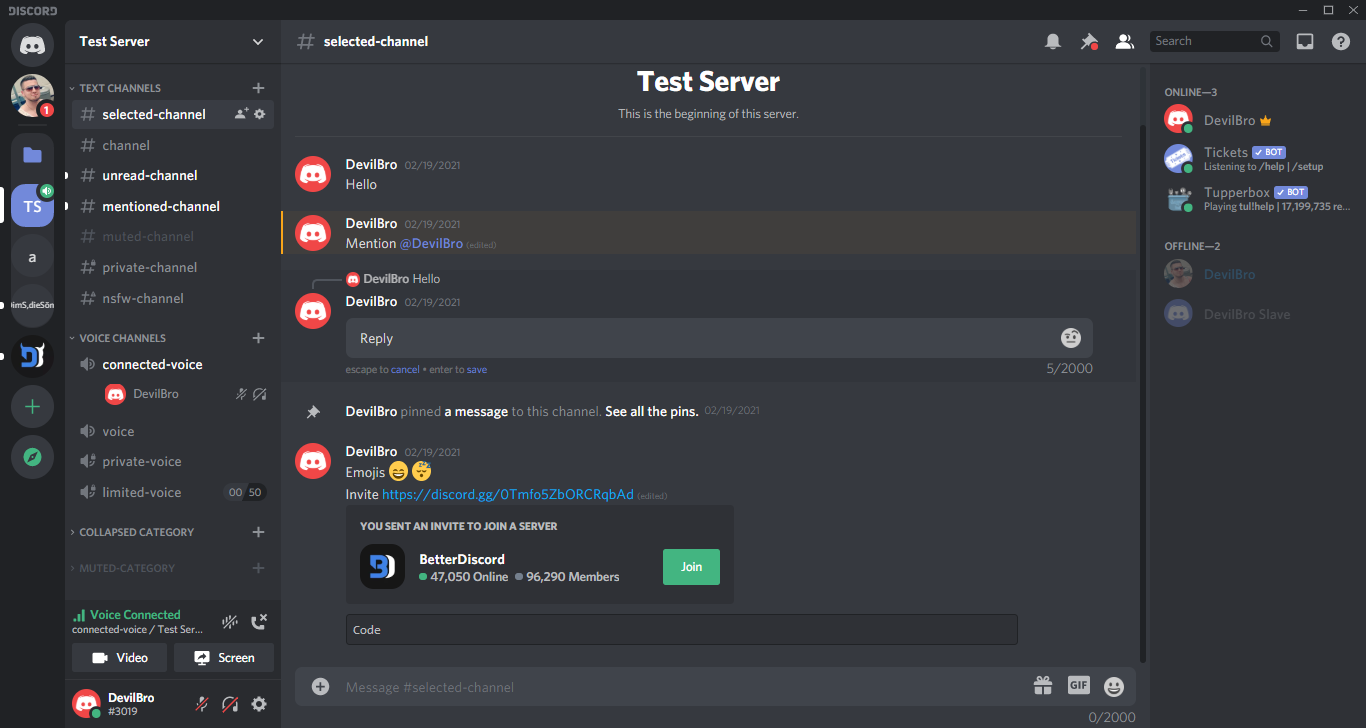 DISCORD
1
TS
a
DimS,dieSön
Test Server
TEXT CHANNELS
selected-channel
channel
unread-channel
mentioned-channel
muted-channel
private-channel
nsfw-channel
VOICE CHANNELS
connected-voice
DevilBro
voice
private-voice
limited-voice 00 50
COLLAPSED CATEGORY
MUTED-CATEGORY
Voice Connected
connected-voice / Test Ser...
Video Screen
DevilBro
#3019
# selected-channel
Search
Test Server
This is the beginning of this server.
DevilBro 02/19/2021
Hello
DevilBro 02/19/2021
Mention @DevilBro (edited)
DevilBro Hello
DevilBro 02/19/2021
Reply
escape to cancel • enter to save 5/2000
DevilBro pinned a message to this channel. See all the pins. 02/19/2021
DevilBro 02/19/2021
Emojis 😄 😴
Invite https://discord.gg/0Tmfo5ZbORCRqbAd (edited)
YOU SENT AN INVITE TO JOIN A SERVER
BetterDiscord
47,050 Online 96,290 Members
Join
Code
Message #selected-channel
GIF
0/2000
ONLINE—3
DevilBro
Tickets ✓ BOT
Listening to /help | /setup
Tupperbox ✓ BOT
Playing tul!help | 17,199,735 re...
OFFLINE—2
DevilBro
DevilBro Slave